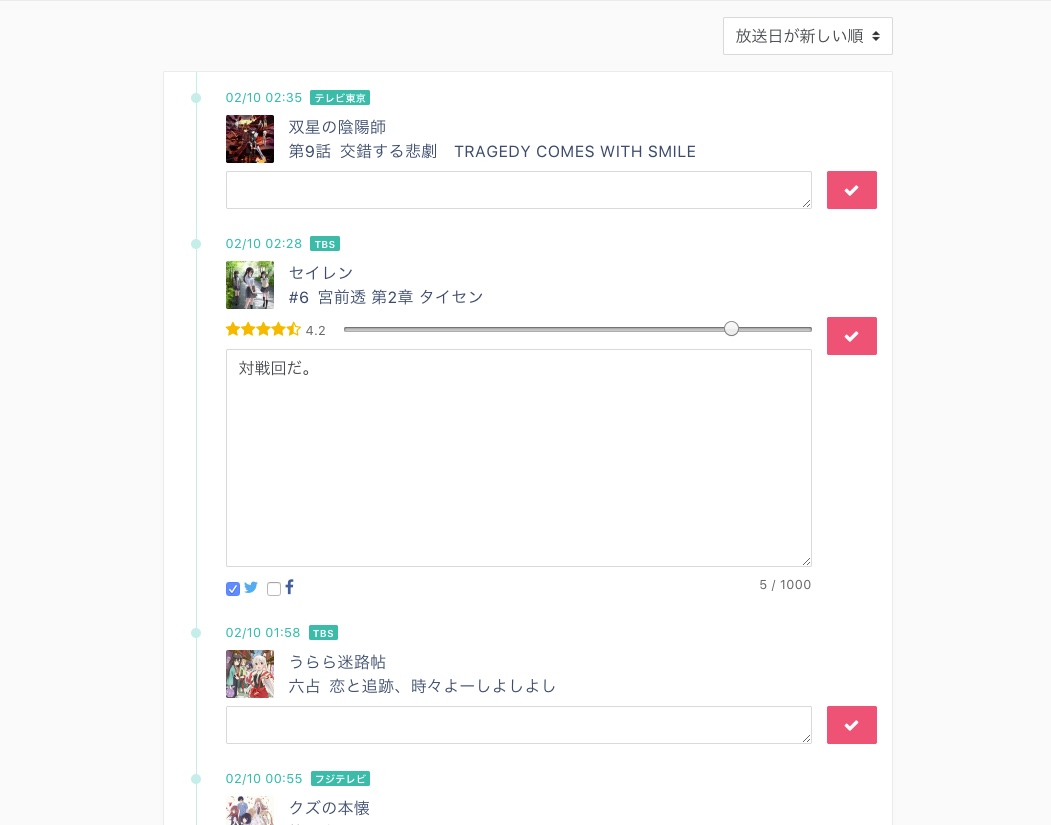 放送日が新しい順
02/10 02:35 テレビ東京
双星の陰陽師
第9話 交錯する悲劇　TRAGEDY COMES WITH SMILE
02/10 02:28 TBS
セイレン
#6 宮前透 第2章 タイセン
4.2
対戦回だ。
5 / 1000
02/10 01:58 TBS
うらら迷路帖
六占 恋と追跡、時々よーしよしよし
02/10 00:55 フジテレビ
クズの本懐